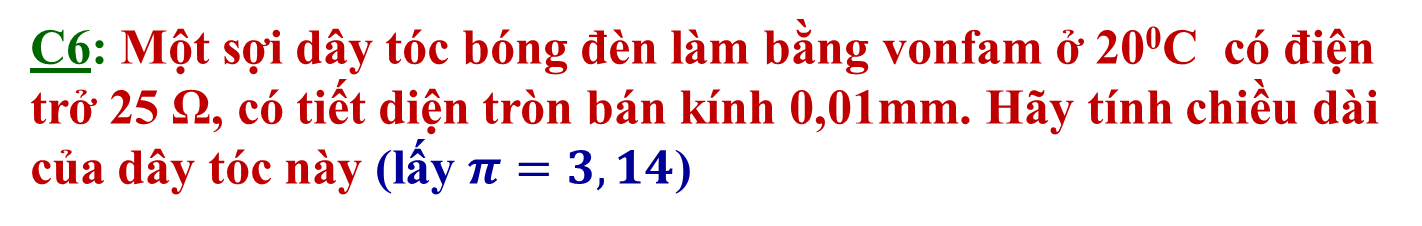 C6: Một sợi dây tóc bóng đèn làm bằng vonfam ở 20⁰C có điện
trở 25 Ω, có tiết diện tròn bán kính 0,01mm. Hãy tính chiều dài
của dây tóc này (lấy π = 3,14)